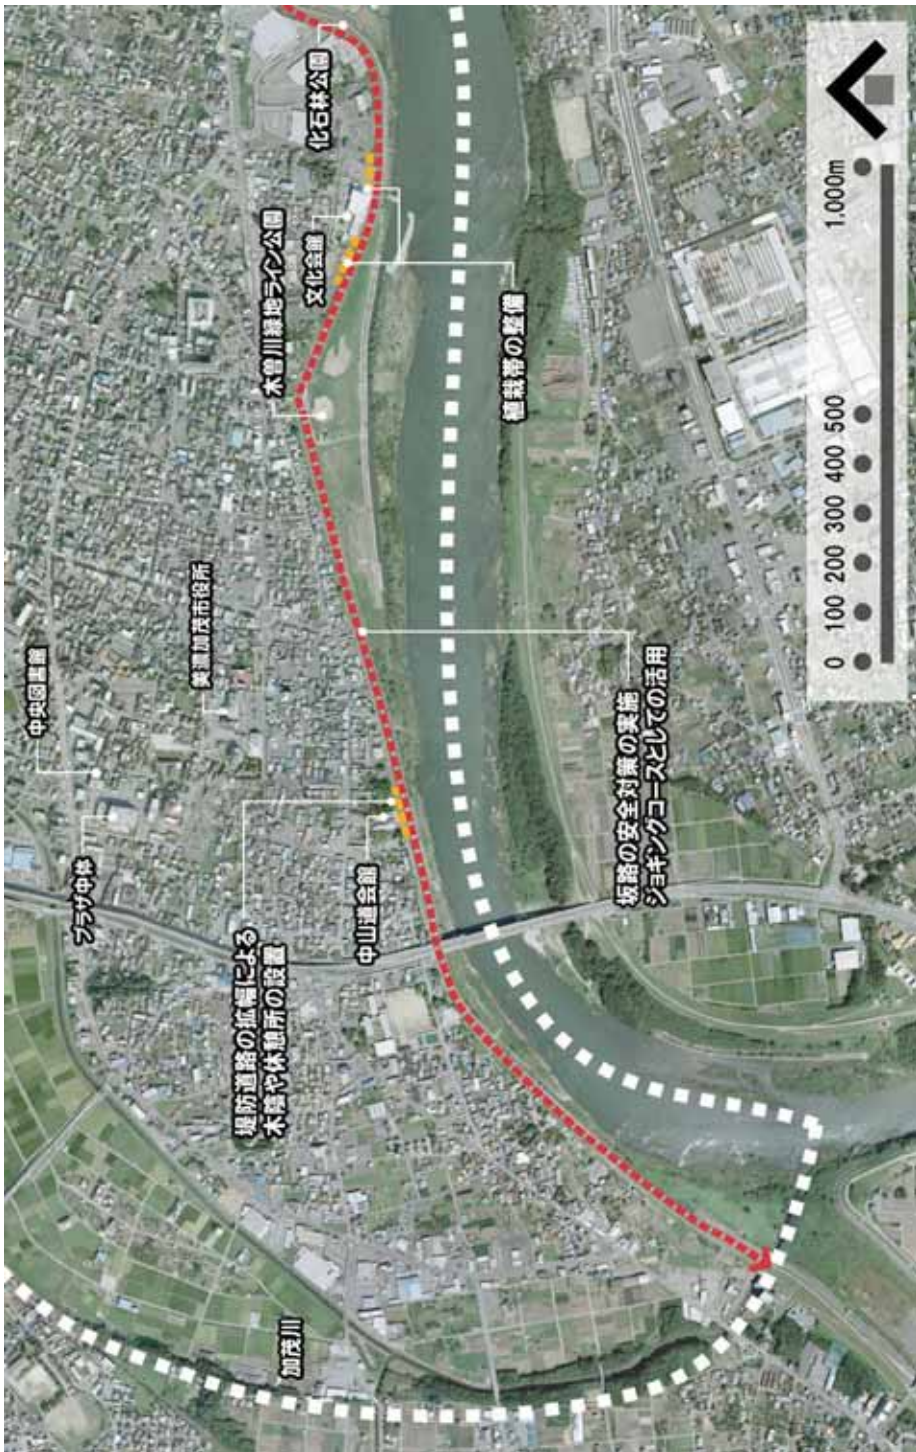 加茂川
堤防道路の拡幅による
木陰や休憩所の設置
プラザ中体
中央図書館
中山道会館
美濃加茂市役所
木曽川緑地ライン公園
文化会館
化石林公園
坂路の安全対策の実施
ジョギングコースとしての活用
植栽帯の整備
0 100 200 300 400 500 1.000m